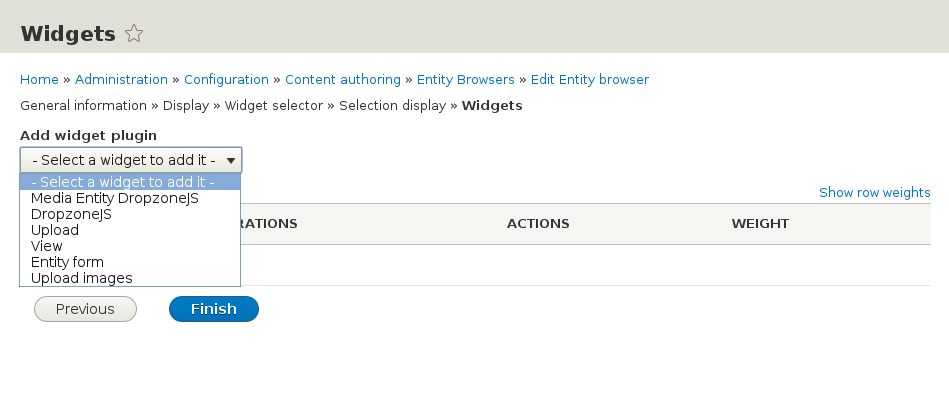 Widgets
Home » Administration » Configuration » Content authoring » Entity Browsers » Edit Entity browser
General information » Display » Widget selector » Selection display » Widgets
Add widget plugin
- Select a widget to add it -
- Select a widget to add it -
Media Entity DropzoneJS
DropzoneJS
Upload
View
Entity form
Upload images
Show row weights
RATIONS ACTIONS WEIGHT
Previous Finish